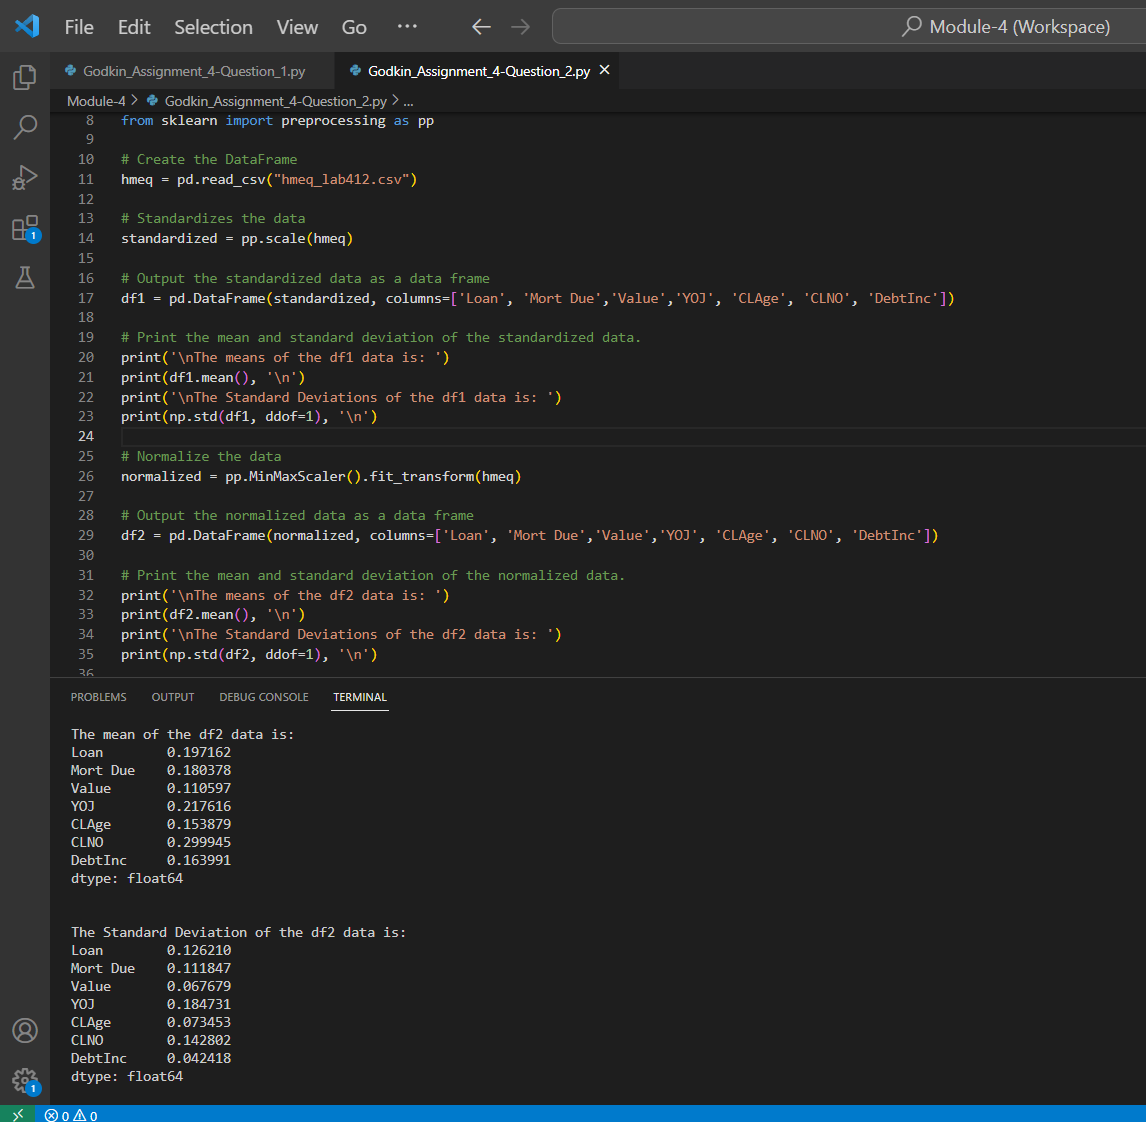 File Edit Selection View Go ··· Module-4 (Workspace)
Godkin_Assignment_4-Question_1.py Godkin_Assignment_4-Question_2.py
Module-4 > Godkin_Assignment_4-Question_2.py > ...
8 from sklearn import preprocessing as pp
9
10 # Create the DataFrame
11 hmeq = pd.read_csv("hmeq_lab412.csv")
12
13 # Standardizes the data
14 standardized = pp.scale(hmeq)
15
16 # Output the standardized data as a data frame
17 df1 = pd.DataFrame(standardized, columns=['Loan', 'Mort Due','Value','YOJ', 'CLAge', 'CLNO', 'DebtInc'])
18
19 # Print the mean and standard deviation of the standardized data.
20 print('\nThe means of the df1 data is: ')
21 print(df1.mean(), '\n')
22 print('\nThe Standard Deviations of the df1 data is: ')
23 print(np.std(df1, ddof=1), '\n')
24
25 # Normalize the data
26 normalized = pp.MinMaxScaler().fit_transform(hmeq)
27
28 # Output the normalized data as a data frame
29 df2 = pd.DataFrame(normalized, columns=['Loan', 'Mort Due','Value','YOJ', 'CLAge', 'CLNO', 'DebtInc'])
30
31 # Print the mean and standard deviation of the normalized data.
32 print('\nThe means of the df2 data is: ')
33 print(df2.mean(), '\n')
34 print('\nThe Standard Deviations of the df2 data is: ')
35 print(np.std(df2, ddof=1), '\n')
36
PROBLEMS OUTPUT DEBUG CONSOLE TERMINAL
The mean of the df2 data is:
Loan 0.197162
Mort Due 0.180378
Value 0.110597
YOJ 0.217616
CLAge 0.153879
CLNO 0.299945
DebtInc 0.163991
dtype: float64
The Standard Deviation of the df2 data is:
Loan 0.126210
Mort Due 0.111847
Value 0.067679
YOJ 0.184731
CLAge 0.073453
CLNO 0.142802
DebtInc 0.042418
dtype: float64
1
1
0 0